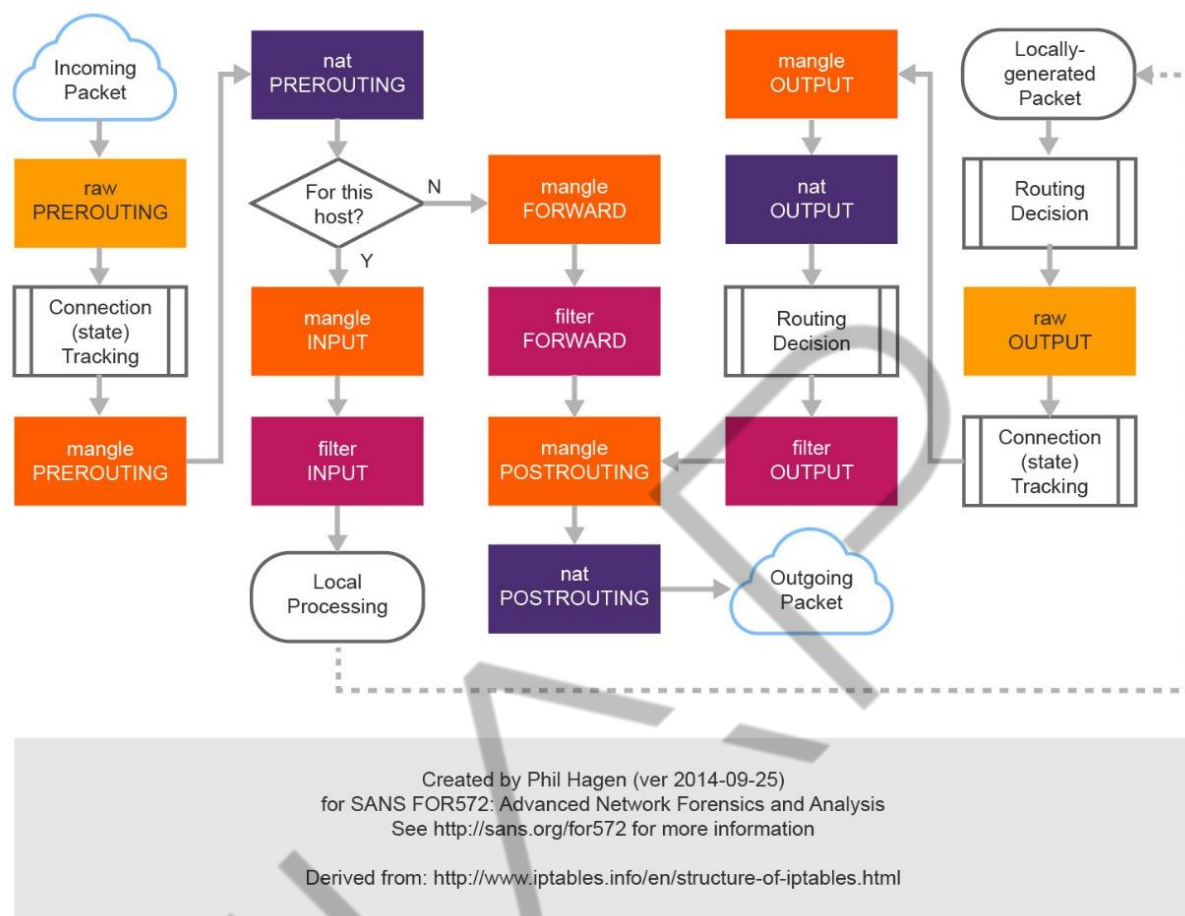 Incoming
Packet
raw
PREROUTING
Connection
(state)
Tracking
mangle
PREROUTING
nat
PREROUTING
For this
host?
N
Y
mangle
INPUT
filter
INPUT
Local
Processing
mangle
FORWARD
filter
FORWARD
mangle
POSTROUTING
nat
POSTROUTING
Outgoing
Packet
mangle
OUTPUT
nat
OUTPUT
Routing
Decision
filter
OUTPUT
Locally-
generated
Packet
Routing
Decision
raw
OUTPUT
Connection
(state)
Tracking
Created by Phil Hagen (ver 2014-09-25)
for SANS FOR572: Advanced Network Forensics and Analysis
See http://sans.org/for572 for more information
Derived from: http://www.iptables.info/en/structure-of-iptables.html